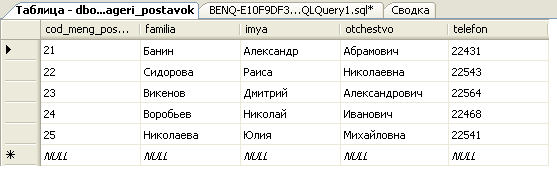 Таблица - dbo...ageri_postavok BENQ-E10F9DF3...QLQuery1.sql* Сводка
cod_meng_pos... familia imya otchestvo telefon
21 Банин Александр Абрамович 22431
22 Сидорова Раиса Николаевна 22543
23 Викенов Дмитрий Александрович 22564
24 Воробьев Николай Иванович 22468
25 Николаева Юлия Михайловна 22541
NULL NULL NULL NULL NULL